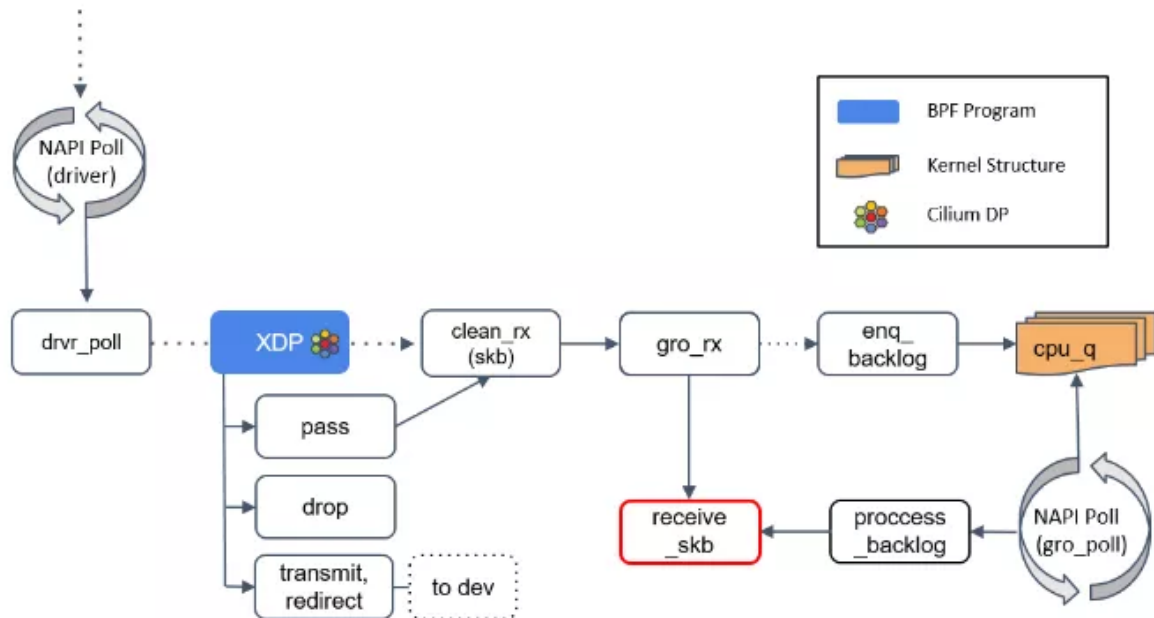 NAPI Poll
(driver)
BPF Program
Kernel Structure
Cilium DP
drvr_poll
XDP
clean_rx
(skb)
gro_rx
enq_
backlog
cpu_q
pass
drop
transmit,
redirect
to dev
receive
_skb
proccess
_backlog
NAPI Poll
(gro_poll)